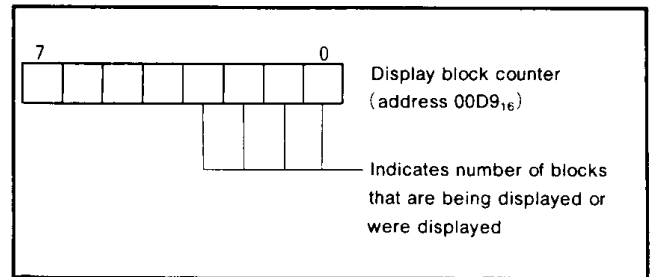 7 0
Display block counter
(address 00D9₁₆)
Indicates number of blocks
that are being displayed or
were displayed